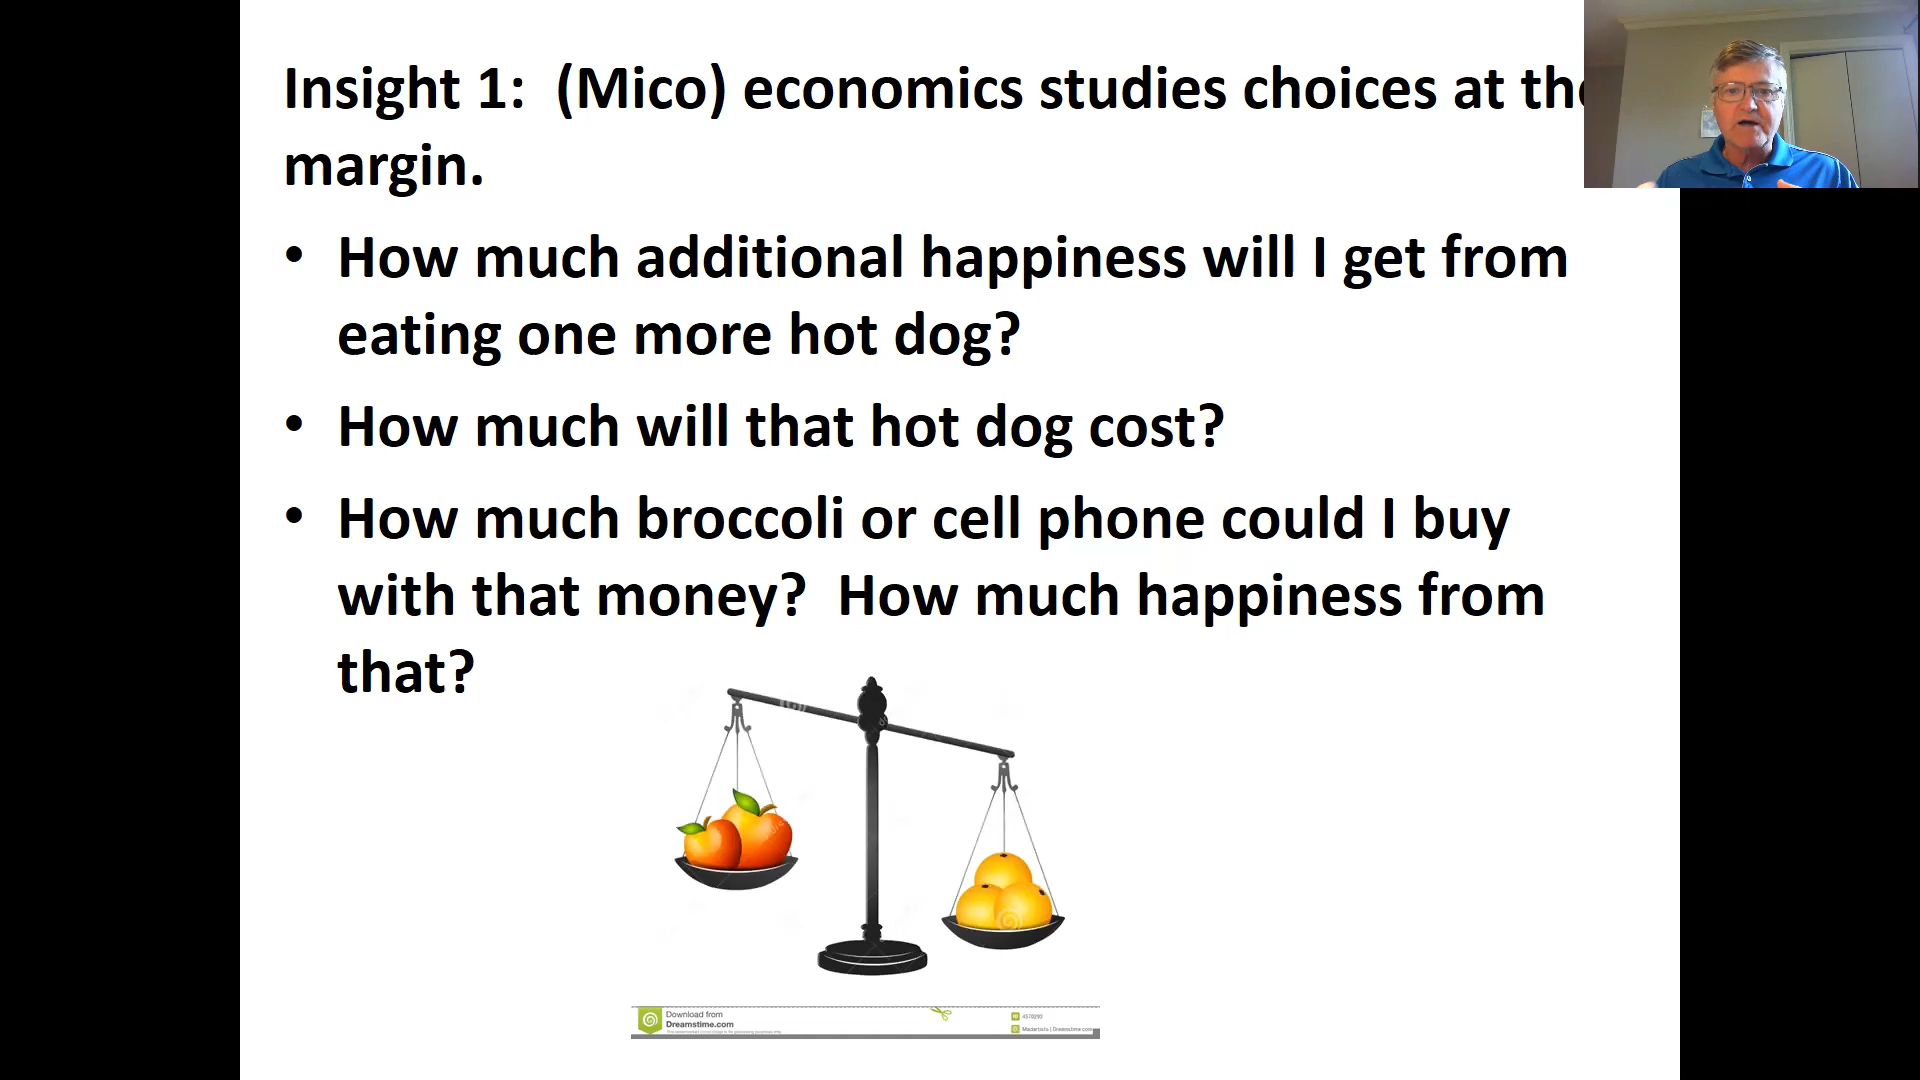 Insight 1:  (Mico) economics studies choices at the
margin.
• How much additional happiness will I get from
eating one more hot dog?
• How much will that hot dog cost?
• How much broccoli or cell phone could I buy
with that money?  How much happiness from
that?
Download from
Dreamstime.com